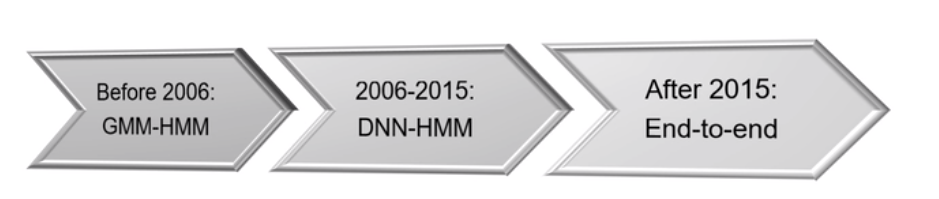 Before 2006:
GMM-HMM
2006-2015:
DNN-HMM
After 2015:
End-to-end